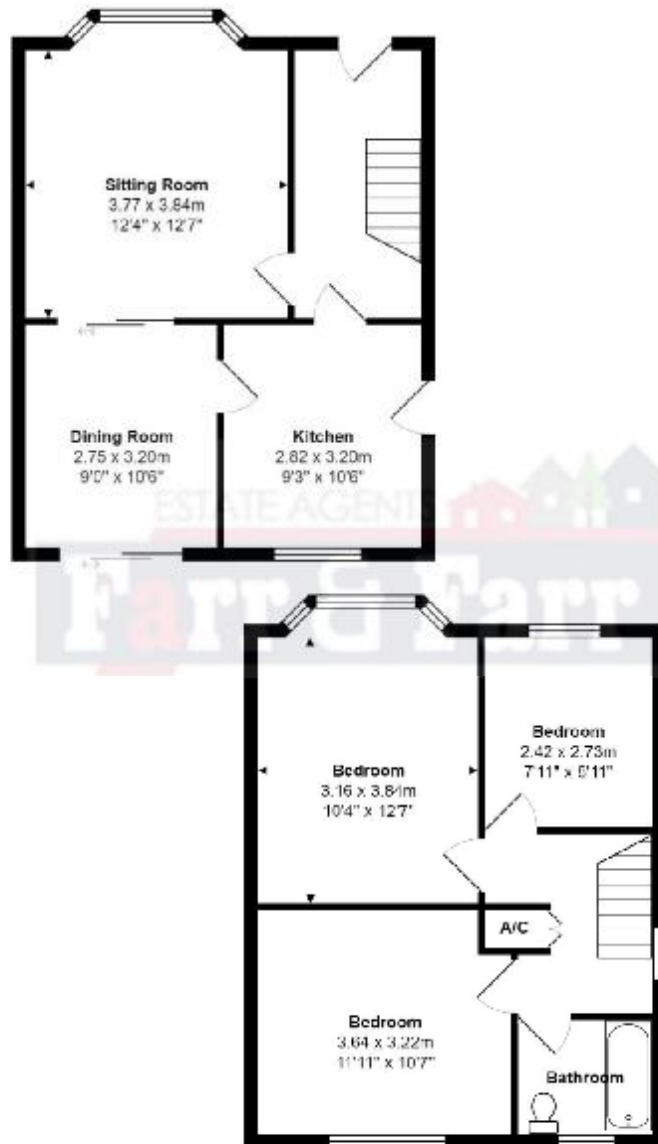 Sitting Room
3.77 x 3.84m
12'4" x 12'7"
Dining Room
2.75 x 3.20m
9'0" x 10'6"
Kitchen
2.82 x 3.20m
9'3" x 10'6"
ESTATE AGENTS
Farr & Farr
Bedroom
2.42 x 2.73m
7'11" x 8'11"
Bedroom
3.16 x 3.84m
10'4" x 12'7"
A/C
Bedroom
3.64 x 3.22m
11'11" x 10'7"
Bathroom